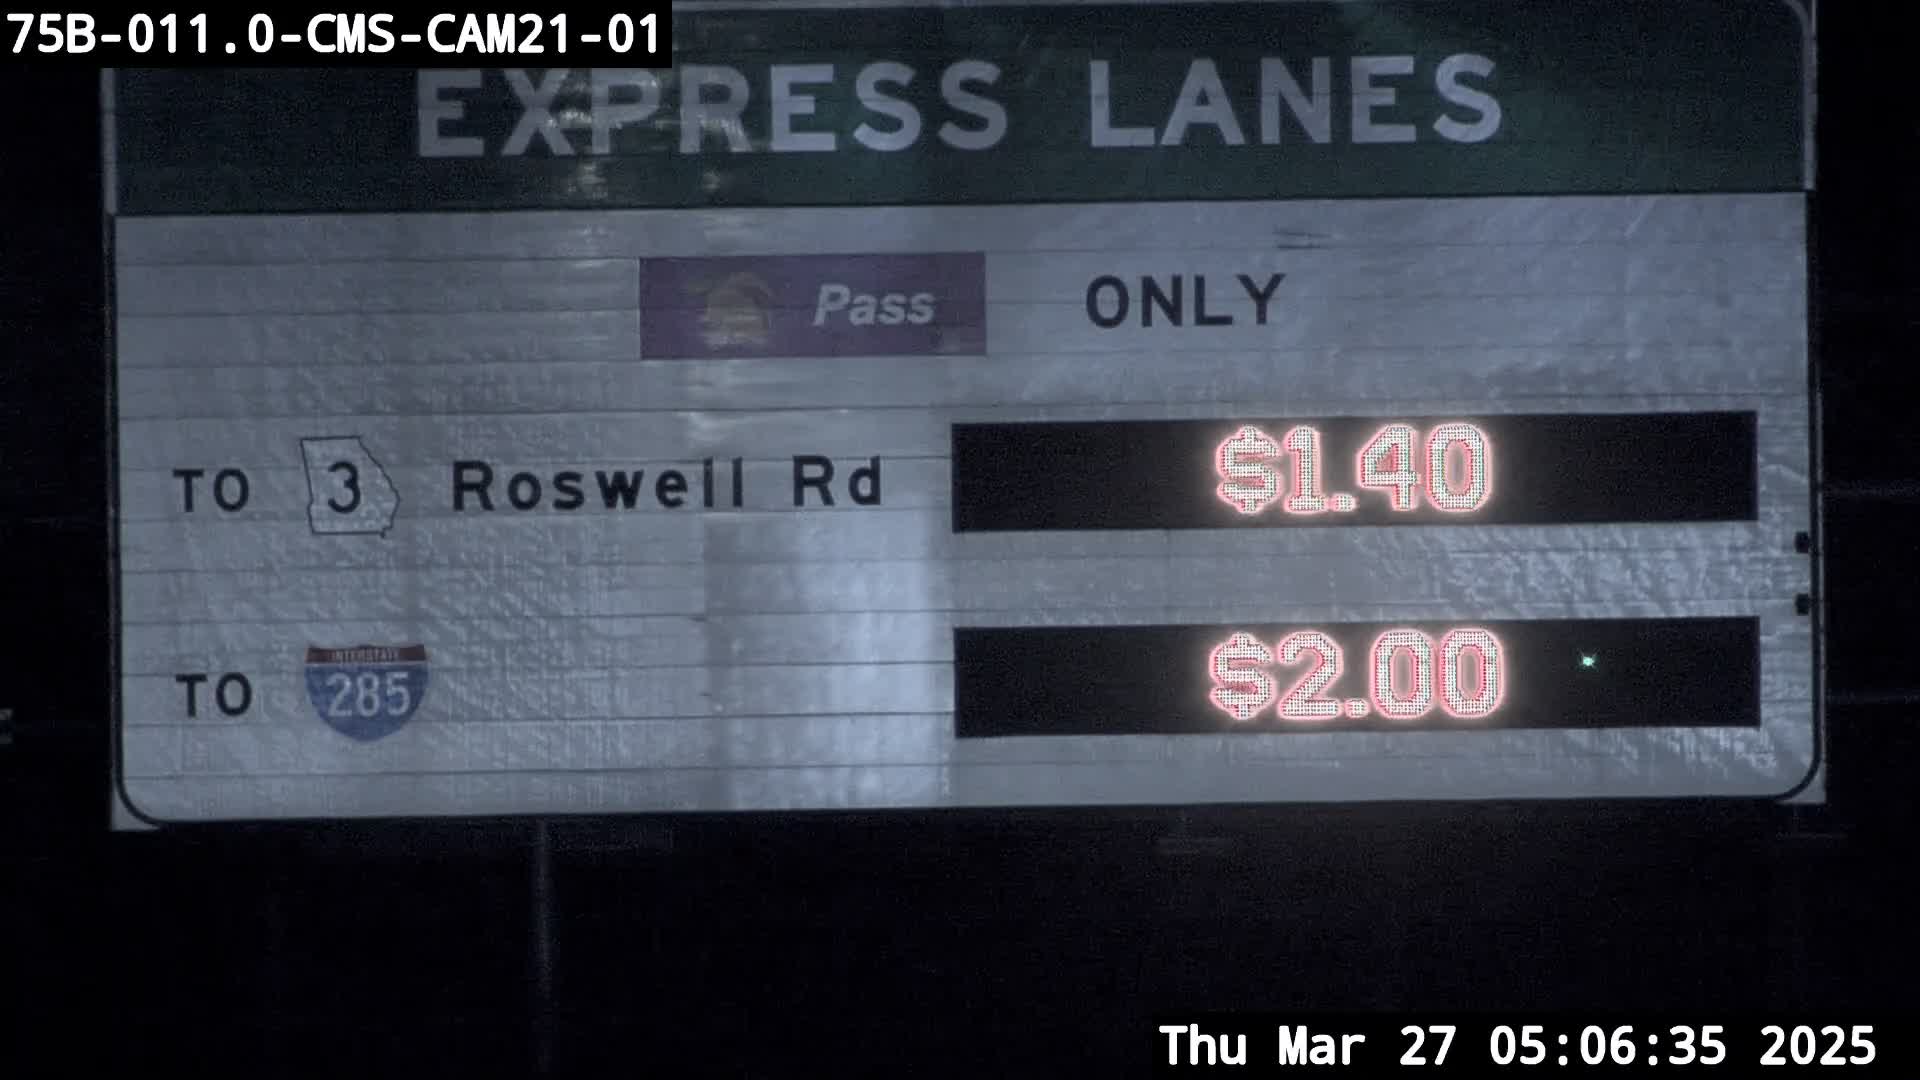 75B-011.0-CMS-CAM21-01
EXPRESS LANES
Pass ONLY
TO 3 Roswell Rd $1.40
INTERSTATE
TO 285 $2.00
Thu Mar 27 05:06:35 2025